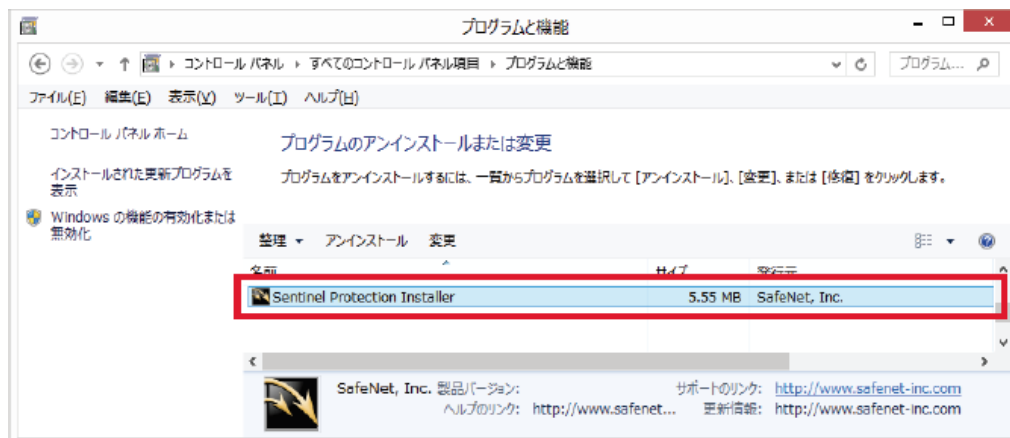 プログラムと機能
コントロール パネル ▸ すべてのコントロール パネル項目 ▸ プログラムと機能
プログラム...
ファイル(F) 編集(E) 表示(V) ツール(T) ヘルプ(H)
コントロール パネル ホーム
インストールされた更新プログラムを
表示
Windows の機能の有効化または
無効化
プログラムのアンインストールまたは変更
プログラムをアンインストールするには、一覧からプログラムを選択して [アンインストール]、[変更]、または [修復] をクリックします。
整理 アンインストール 変更
名前 サイズ 発行元
Sentinel Protection Installer 5.55 MB SafeNet, Inc.
SafeNet, Inc. 製品バージョン: サポートのリンク: http://www.safenet-inc.com
ヘルプのリンク: http://www.safenet... 更新情報: http://www.safenet-inc.com